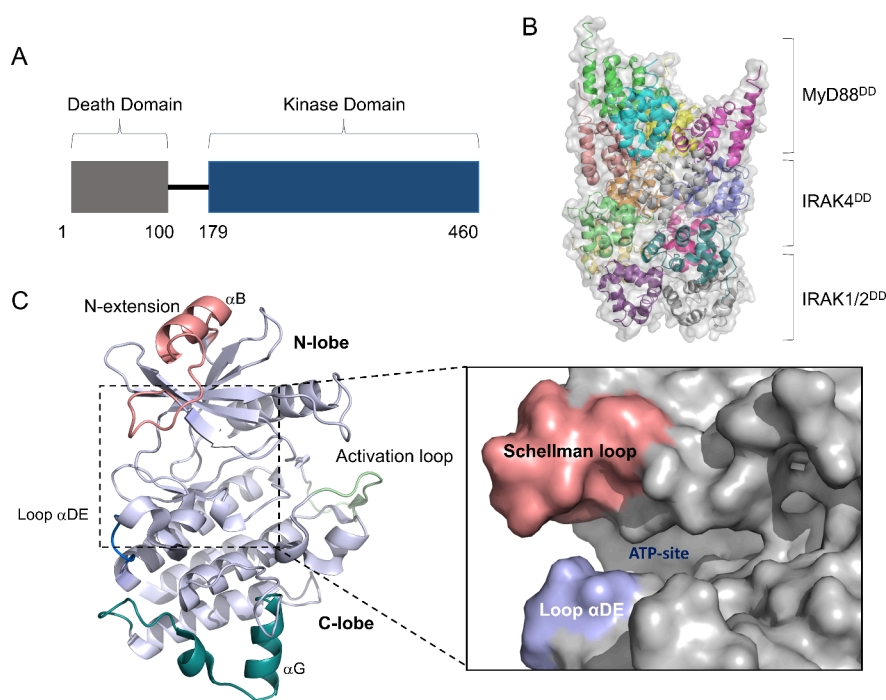 A
Death Domain
Kinase Domain
1
100
179
460
B
MyD88DD
IRAK4DD
IRAK1/2DD
C
N-extension
αB
N-lobe
Activation loop
Loop αDE
C-lobe
αG
Schellman loop
ATP-site
Loop αDE